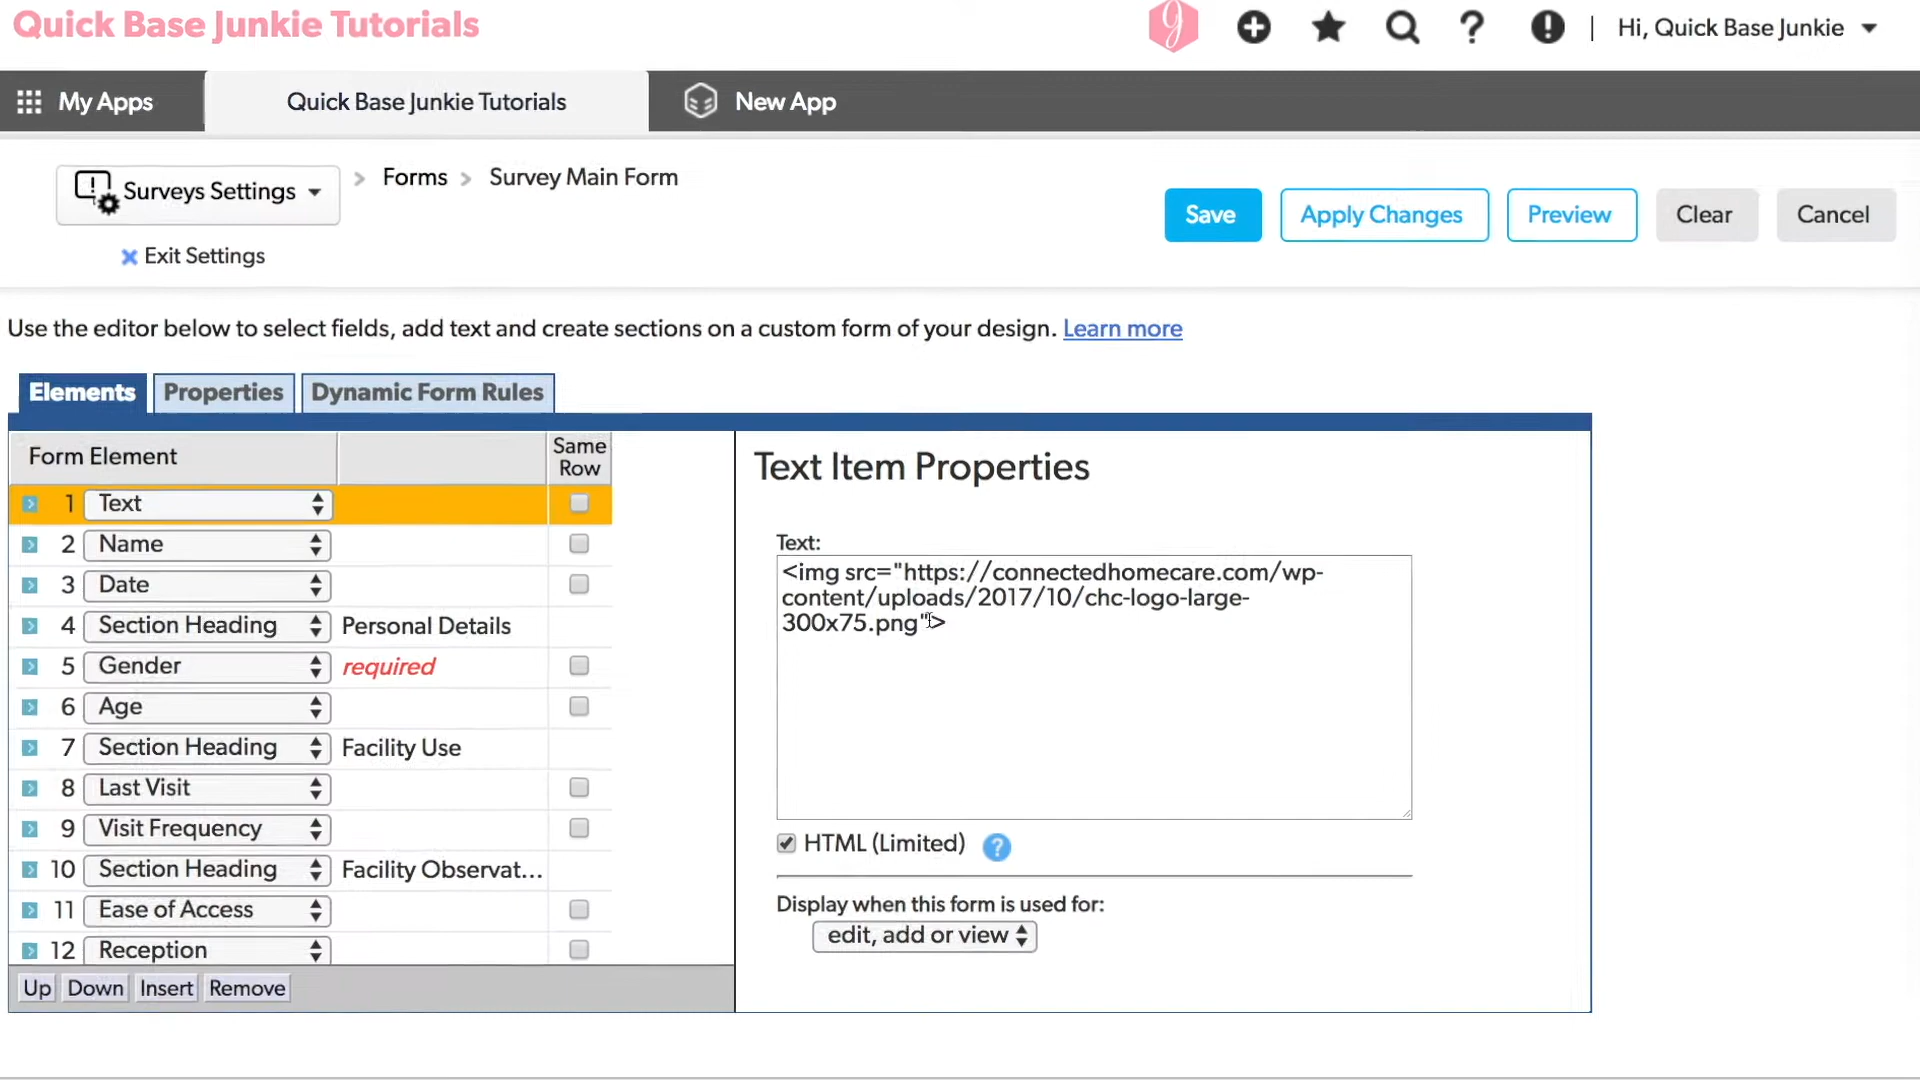 Quick Base Junkie Tutorials
Hi, Quick Base Junkie
My Apps
Quick Base Junkie Tutorials
New App
Surveys Settings > Forms > Survey Main Form
Save
Apply Changes
Preview
Clear
Cancel
Exit Settings
Use the editor below to select fields, add text and create sections on a custom form of your design. Learn more
Elements
Properties
Dynamic Form Rules
Form Element
Same
Row
1 Text
2 Name
3 Date
4 Section Heading Personal Details
5 Gender required
6 Age
7 Section Heading Facility Use
8 Last Visit
9 Visit Frequency
10 Section Heading Facility Observat...
11 Ease of Access
12 Reception
Up
Down
Insert
Remove
Text Item Properties
Text:
<img src="https://connectedhomecare.com/wp-
content/uploads/2017/10/chc-logo-large-
300x75.png">
HTML (Limited) ?
Display when this form is used for:
edit, add or view